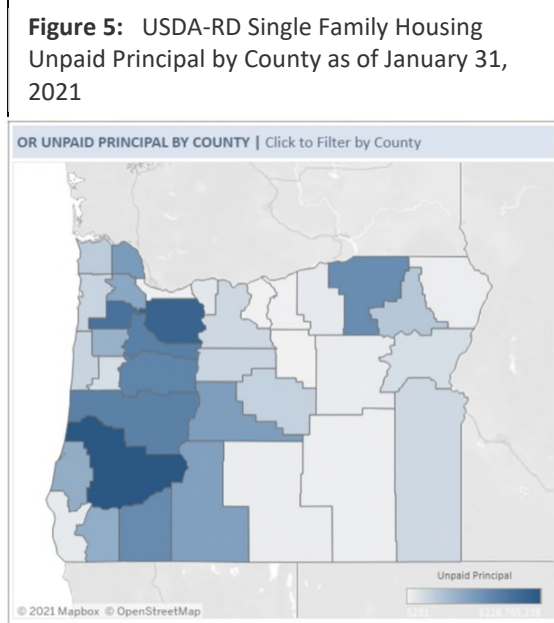 Figure 5: USDA-RD Single Family Housing
Unpaid Principal by County as of January 31,
2021
OR UNPAID PRINCIPAL BY COUNTY | Click to Filter by County
Unpaid Principal
© 2021 Mapbox © OpenStreetMap